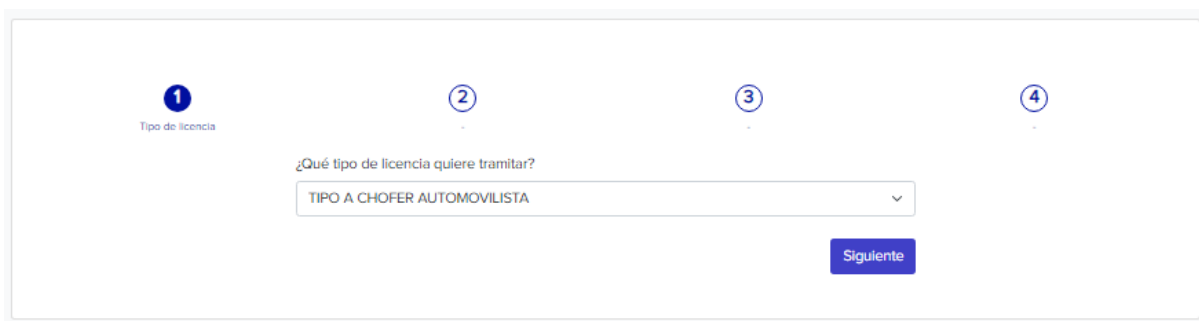 1 2 3 4
Tipo de licencia - - -
¿Qué tipo de licencia quiere tramitar?
TIPO A CHOFER AUTOMOVILISTA
Siguiente